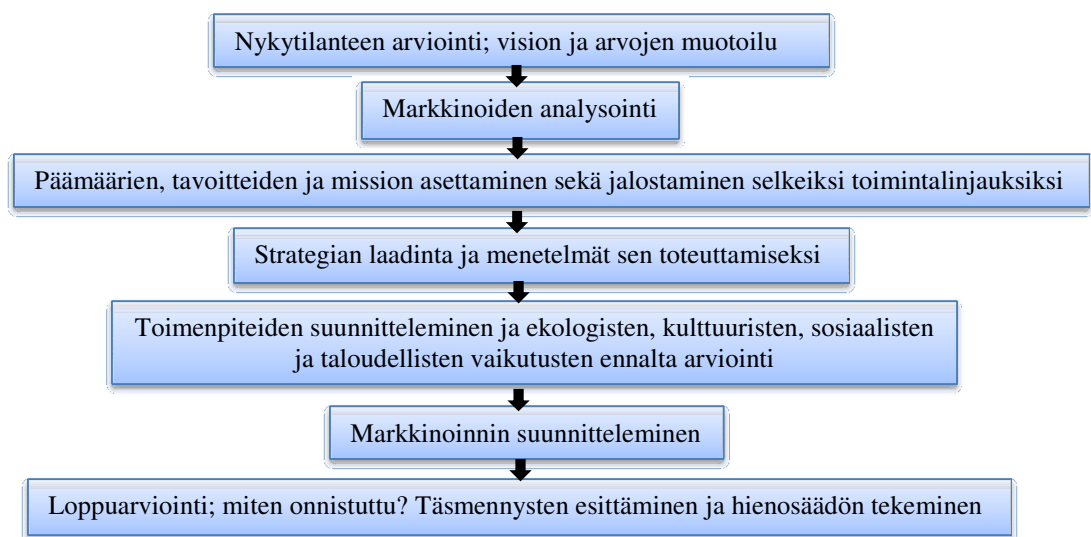 Nykytilanteen arviointi; vision ja arvojen muotoilu
Markkinoiden analysointi
Päämäärien, tavoitteiden ja mission asettaminen sekä jalostaminen selkeiksi toimintalinjauksiksi
Strategian laadinta ja menetelmät sen toteuttamiseksi
Toimenpiteiden suunnitteleminen ja ekologisten, kulttuuristen, sosiaalisten
ja taloudellisten vaikutusten ennalta arviointi
Markkinoinnin suunnitteleminen
Loppuarviointi; miten onnistuttu? Täsmennysten esittäminen ja hienosäädön tekeminen